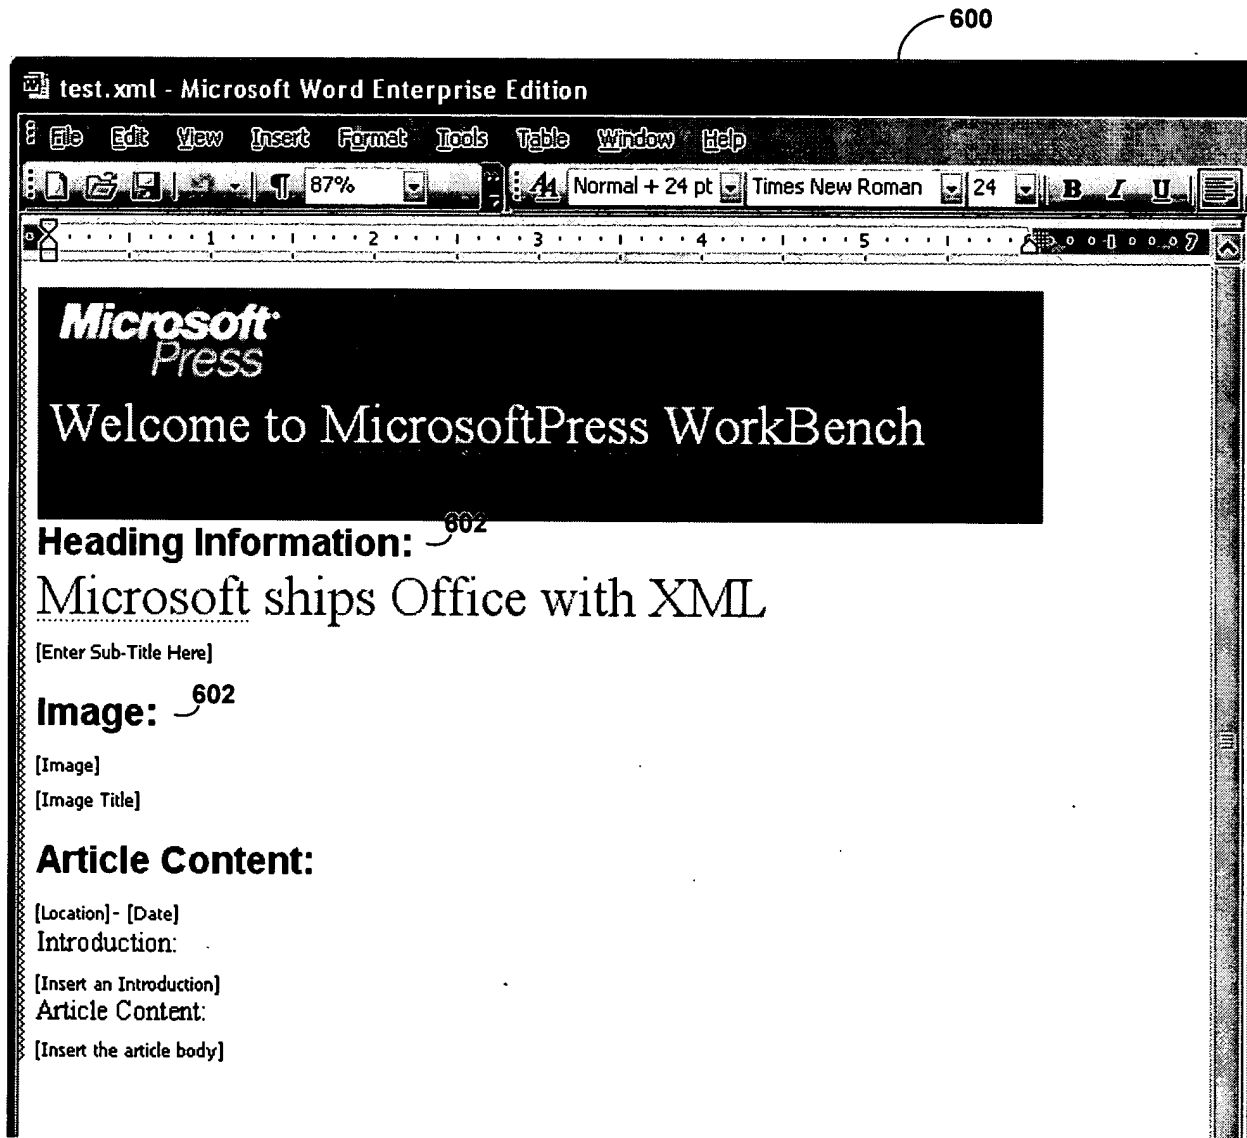 600
test.xml - Microsoft Word Enterprise Edition
File Edit View Insert Format Tools Table Window Help
87% Normal + 24 pt Times New Roman 24 B I U
1 2 3 4 5 7
Microsoft
Press
Welcome to MicrosoftPress WorkBench
Heading Information: 602
Microsoft ships Office with XML
[Enter Sub-Title Here]
Image: 602
[Image]
[Image Title]
Article Content:
[Location] - [Date]
Introduction:
[Insert an Introduction]
Article Content:
[Insert the article body]